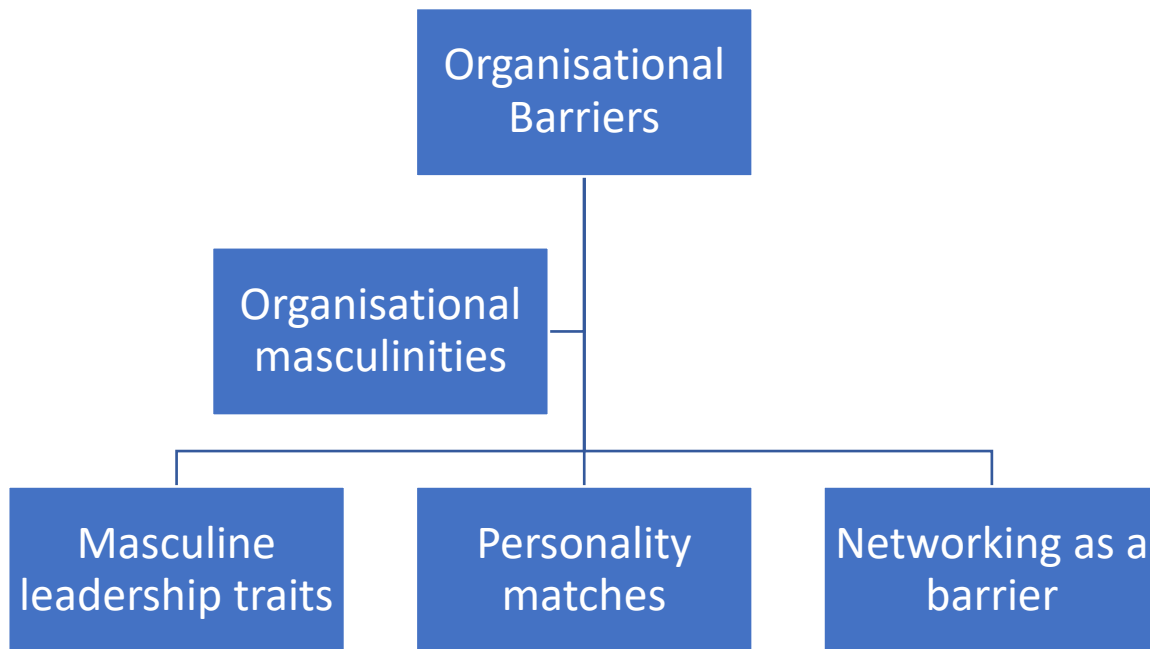 Organisational
Barriers
Organisational
masculinities
Masculine
leadership traits
Personality
matches
Networking as a
barrier